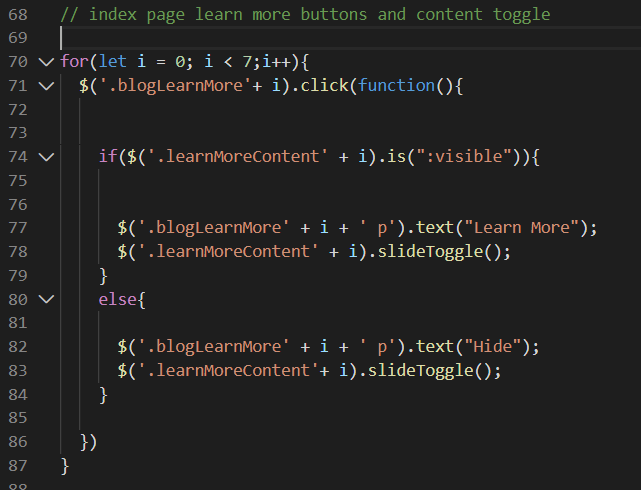 68 // index page learn more buttons and content toggle
69
70 for(let i = 0; i < 7;i++){
71 $('.blogLearnMore'+ i).click(function(){
72
73
74 if($('.learnMoreContent' + i).is(":visible")){
75
76
77 $('.blogLearnMore' + i + ' p').text("Learn More");
78 $('.learnMoreContent' + i).slideToggle();
79 }
80 else{
81
82 $('.blogLearnMore' + i + ' p').text("Hide");
83 $('.learnMoreContent'+ i).slideToggle();
84 }
85
86 })
87 }
88